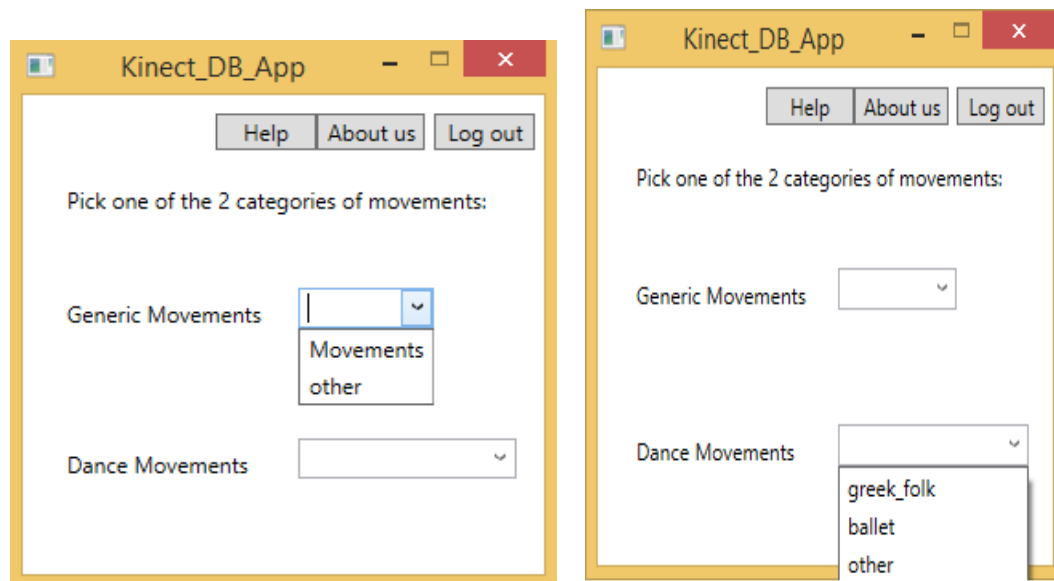 Kinect_DB_App
Help About us Log out
Pick one of the 2 categories of movements:
Generic Movements
Movements
other
Dance Movements
Kinect_DB_App
Help About us Log out
Pick one of the 2 categories of movements:
Generic Movements
Dance Movements
greek_folk
ballet
other